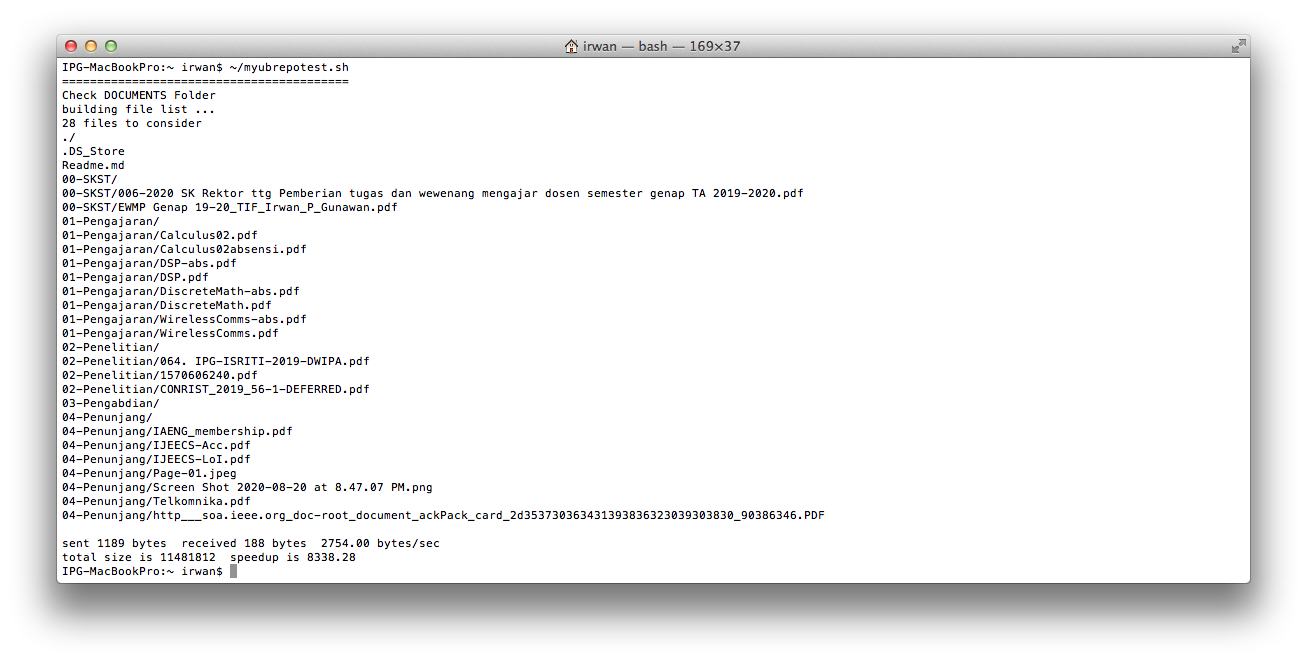 irwan — bash — 169×37
IPG-MacBookPro:~ irwan$ ~/myubrepotest.sh
=========================================
Check DOCUMENTS Folder
building file list ...
28 files to consider
./
.DS_Store
Readme.md
00-SKST/
00-SKST/006-2020 SK Rektor ttg Pemberian tugas dan wewenang mengajar dosen semester genap TA 2019-2020.pdf
00-SKST/EWMP Genap 19-20_TIF_Irwan_P_Gunawan.pdf
01-Pengajaran/
01-Pengajaran/Calculus02.pdf
01-Pengajaran/Calculus02absensi.pdf
01-Pengajaran/DSP-abs.pdf
01-Pengajaran/DSP.pdf
01-Pengajaran/DiscreteMath-abs.pdf
01-Pengajaran/DiscreteMath.pdf
01-Pengajaran/WirelessComms-abs.pdf
01-Pengajaran/WirelessComms.pdf
02-Penelitian/
02-Penelitian/064. IPG-ISRITI-2019-DWIPA.pdf
02-Penelitian/1570606240.pdf
02-Penelitian/CONRIST_2019_56-1-DEFERRED.pdf
03-Pengabdian/
04-Penunjang/
04-Penunjang/IAENG_membership.pdf
04-Penunjang/IJEECS-Acc.pdf
04-Penunjang/IJEECS-LoI.pdf
04-Penunjang/Page-01.jpeg
04-Penunjang/Screen Shot 2020-08-20 at 8.47.07 PM.png
04-Penunjang/Telkomnika.pdf
04-Penunjang/http___soa.ieee.org_doc-root_document_ackPack_card_2d3537303634313938363230393038​30_90386346.PDF
sent 1189 bytes  received 188 bytes  2754.00 bytes/sec
total size is 11481812  speedup is 8338.28
IPG-MacBookPro:~ irwan$